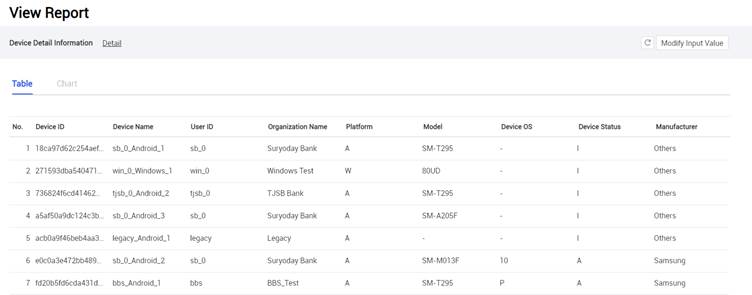 View Report
Device Detail Information Detail Modify Input Value
Table Chart
No. Device ID Device Name User ID Organization Name Platform Model Device OS Device Status Manufacturer
1 18ca97d62c254aef... sb_0_Android_1 sb_0 Suryoday Bank A SM-T295 - I Others
2 271593dba540471... win_0_Windows_1 win_0 Windows Test W 80UD - I Others
3 736824f6cd41462... tjsb_0_Android_2 tjsb_0 TJSB Bank A SM-T295 - I Others
4 a5af50a9dc124c3b... sb_0_Android_3 sb_0 Suryoday Bank A SM-A205F - I Others
5 acb0a9f46beb4aa3... legacy_Android_1 legacy Legacy A - - I Others
6 e0c0a3e472bb489... sb_0_Android_2 sb_0 Suryoday Bank A SM-M013F 10 A Samsung
7 fd20b5fd6cda431d... bbs_Android_1 bbs BBS_Test A SM-T295 P A Samsung